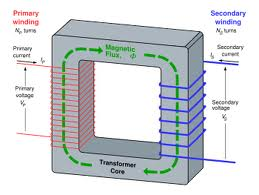 Primary
winding
Np turns
Primary
current
Ip
Primary
voltage
Vp
Magnetic
Flux, Φ
Transformer
Core
Secondary
winding
Ns turns
Secondary
current
Is
Secondary
voltage
Vs